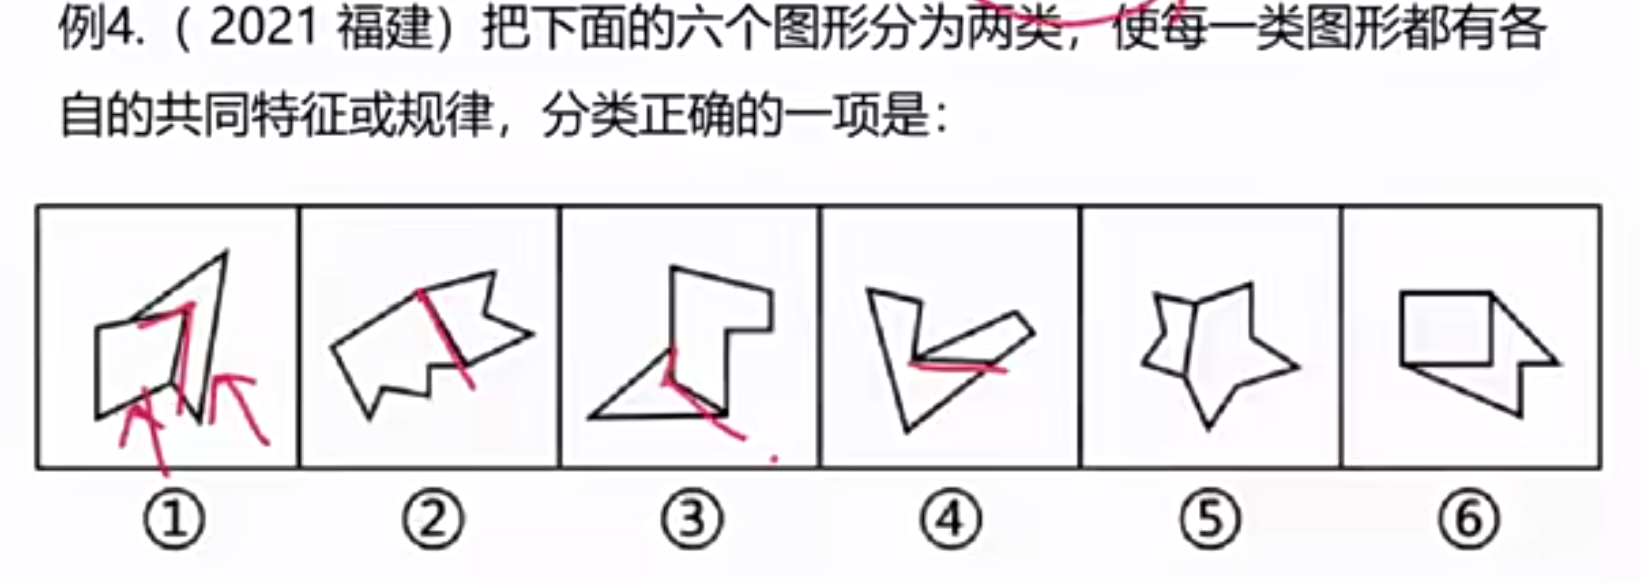 例4.（ 2021 福建）把下面的六个图形分为两类，使每一类图形都有各
自的共同特征或规律，分类正确的一项是：
① ② ③ ④ ⑤ ⑥